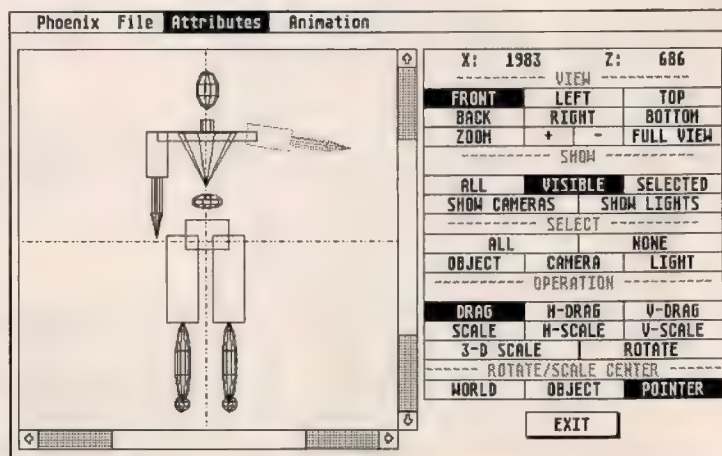 Phoenix File Attributes Animation
X: 1983 Z: 686
VIEW
FRONT LEFT TOP
BACK RIGHT BOTTOM
ZOOM + - FULL VIEW
SHOW
ALL VISIBLE SELECTED
SHOW CAMERAS SHOW LIGHTS
SELECT
ALL NONE
OBJECT CAMERA LIGHT
OPERATION
DRAG H-DRAG V-DRAG
SCALE H-SCALE V-SCALE
3-D SCALE ROTATE
ROTATE/SCALE CENTER
WORLD OBJECT POINTER
EXIT